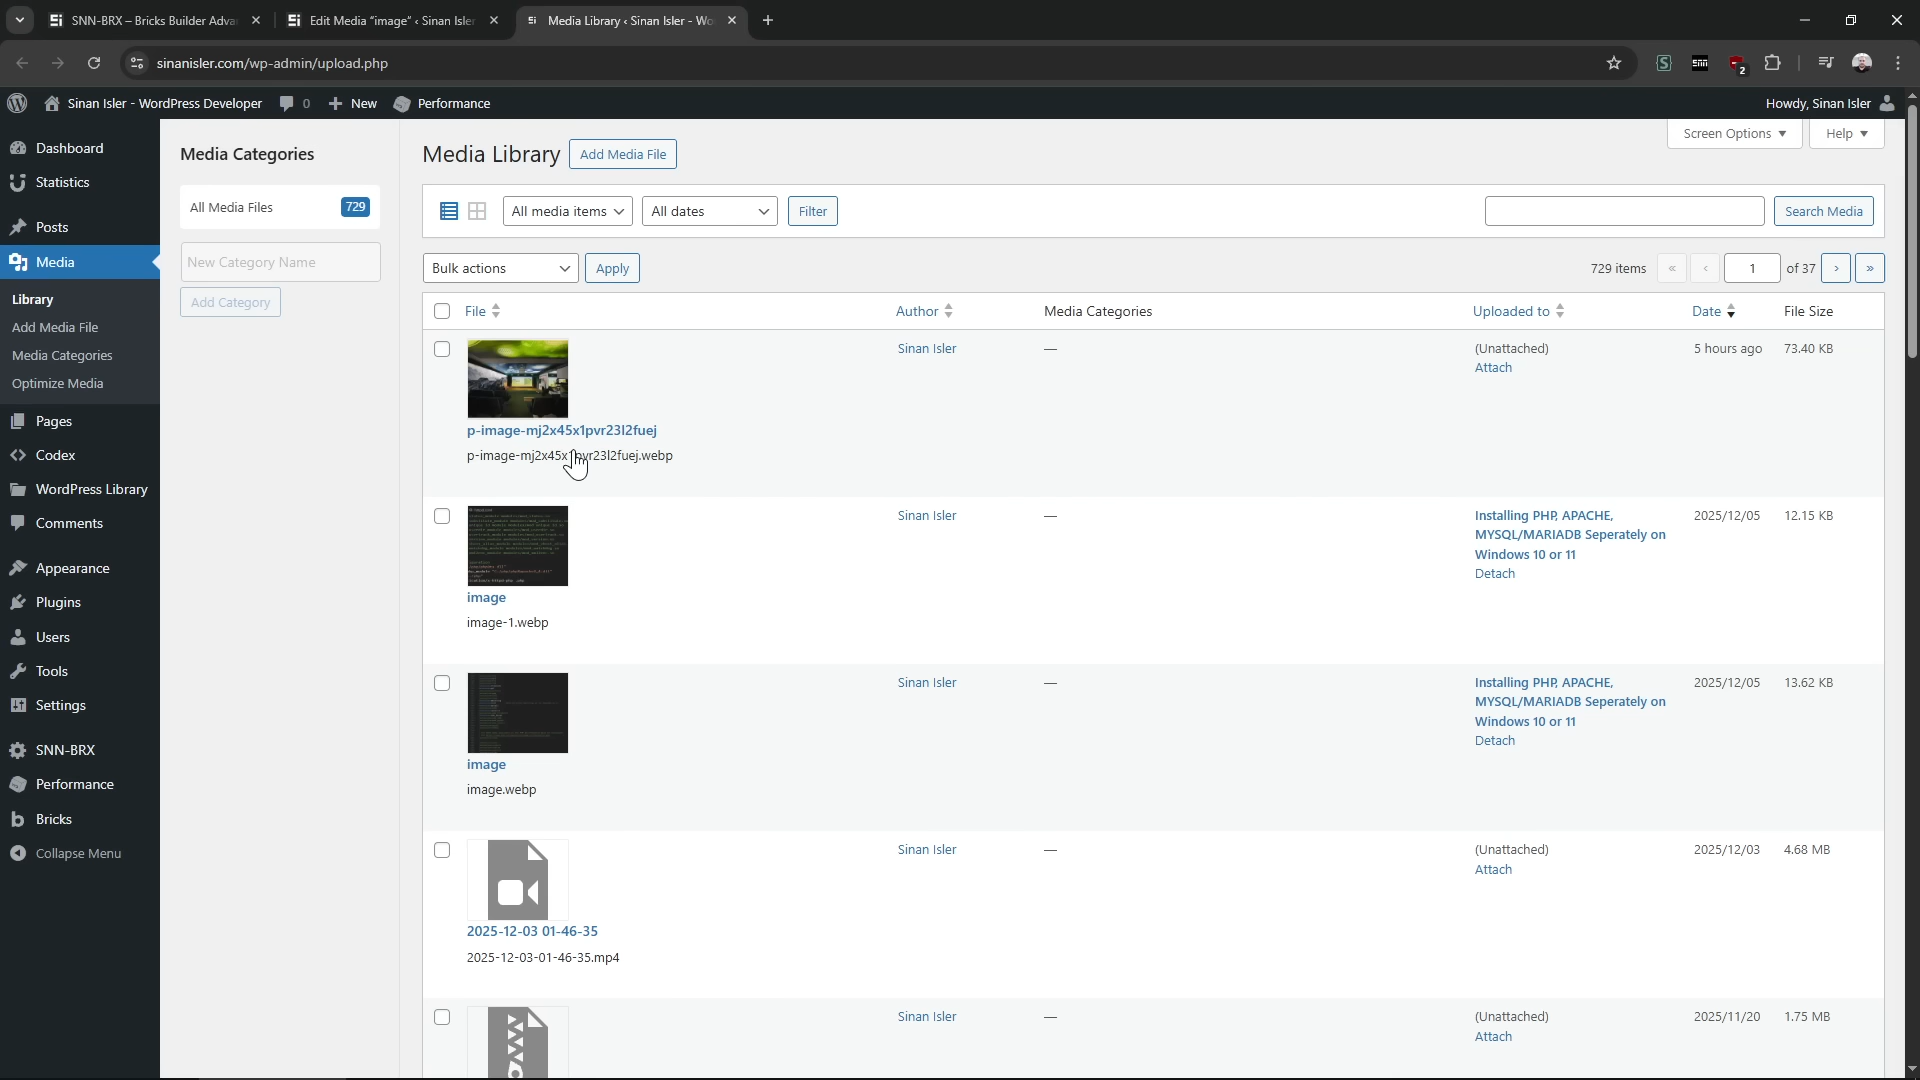 SNN-BRX – Bricks Builder Adva
Edit Media “image” ‹ Sinan Isler
Media Library ‹ Sinan Isler - Wo
sinanisler.com/wp-admin/upload.php
2
Sinan Isler - WordPress Developer
0
New
Performance
Howdy, Sinan Isler
Dashboard
Statistics
Posts
Media
Library
Add Media File
Media Categories
Optimize Media
Pages
Codex
WordPress Library
Comments
Appearance
Plugins
Users
Tools
Settings
SNN-BRX
Performance
Bricks
Collapse Menu
Media Categories
All Media Files 729
New Category Name
Add Category
Screen Options
Help
Media Library
Add Media File
All media items
All dates
Filter
Search Media
Bulk actions
Apply
729 items « ‹ 1 of 37 › »
File Author Media Categories Uploaded to Date File Size
Sinan Isler — (Unattached) 5 hours ago 73.40 KB
Attach
p-image-mj2x45x1pvr23l2fuej
p-image-mj2x45x1pvr23l2fuej.webp
Sinan Isler — Installing PHP, APACHE, 2025/12/05 12.15 KB
MYSQL/MARIADB Seperately on
Windows 10 or 11
Detach
image
image-1.webp
Sinan Isler — Installing PHP, APACHE, 2025/12/05 13.62 KB
MYSQL/MARIADB Seperately on
Windows 10 or 11
Detach
image
image.webp
Sinan Isler — (Unattached) 2025/12/03 4.68 MB
Attach
2025-12-03 01-46-35
2025-12-03-01-46-35.mp4
Sinan Isler — (Unattached) 2025/11/20 1.75 MB
Attach